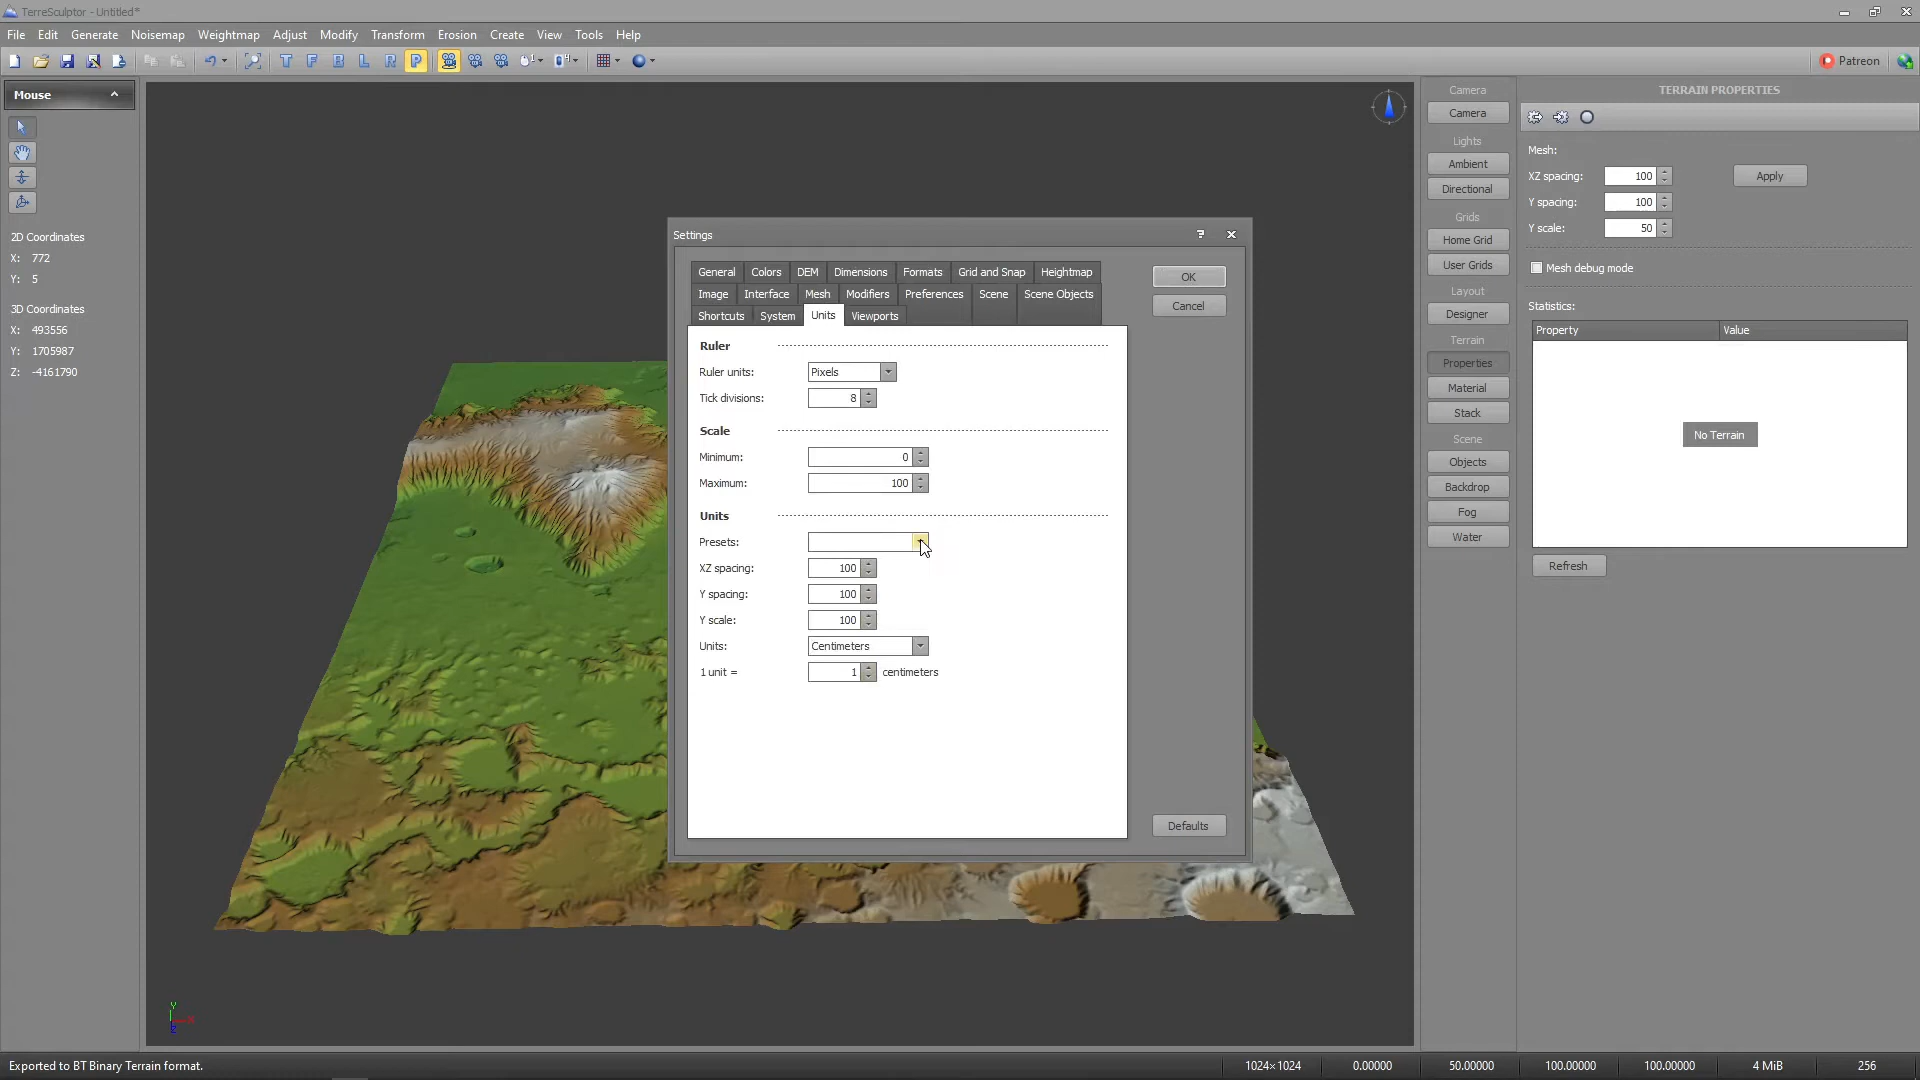 TerreSculptor - Untitled*
File Edit Generate Noisemap Weightmap Adjust Modify Transform Erosion Create View Tools Help
T F B L R P
Patreon
Mouse
2D Coordinates
X: 772
Y: 5
3D Coordinates
X: 493556
Y: 1705987
Z: -4161790
Settings
General Colors DEM Dimensions Formats Grid and Snap Heightmap
Image Interface Mesh Modifiers Preferences Scene Scene Objects
Shortcuts System Units Viewports
OK
Cancel
Ruler
Ruler units: Pixels
Tick divisions: 8
Scale
Minimum: 0
Maximum: 100
Units
Presets:
XZ spacing: 100
Y spacing: 100
Y scale: 100
Units: Centimeters
1 unit = 1 centimeters
Defaults
Y
X
Z
Camera
Camera
Lights
Ambient
Directional
Grids
Home Grid
User Grids
Layout
Designer
Terrain
Properties
Material
Stack
Scene
Objects
Backdrop
Fog
Water
TERRAIN PROPERTIES
Mesh:
XZ spacing: 100 Apply
Y spacing: 100
Y scale: 50
Mesh debug mode
Statistics:
Property Value
No Terrain
Refresh
Exported to BT Binary Terrain format. 1024×1024 0.00000 50.00000 100.00000 100.00000 4 MiB 256